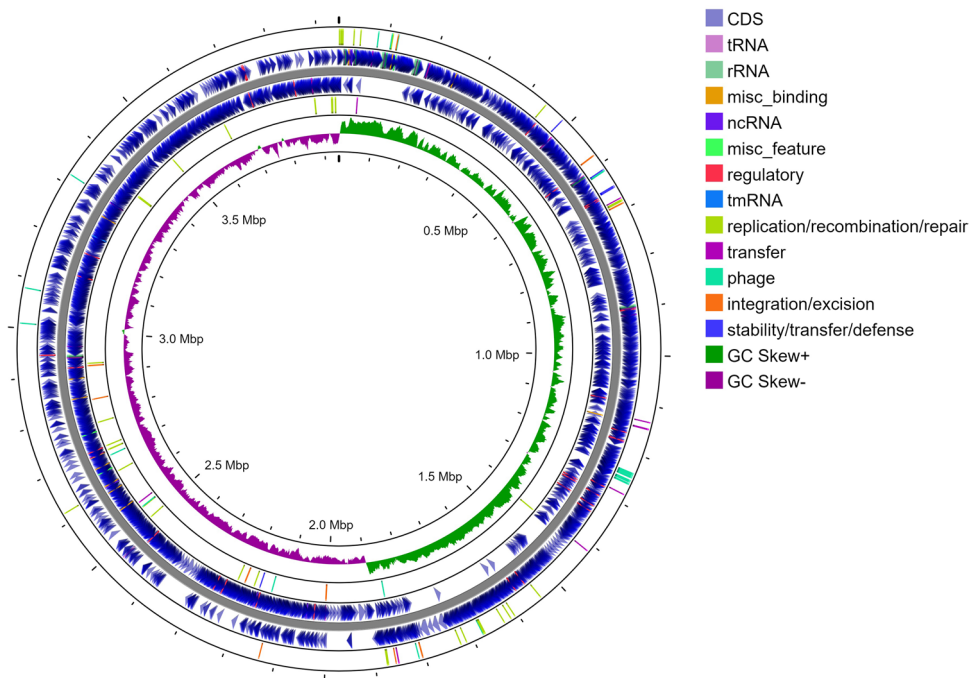 CDS
tRNA
rRNA
misc_binding
ncRNA
misc_feature
regulatory
tmRNA
replication/recombination/repair
transfer
phage
integration/excision
stability/transfer/defense
GC Skew+
GC Skew-
0.5 Mbp
1.0 Mbp
1.5 Mbp
2.0 Mbp
2.5 Mbp
3.0 Mbp
3.5 Mbp